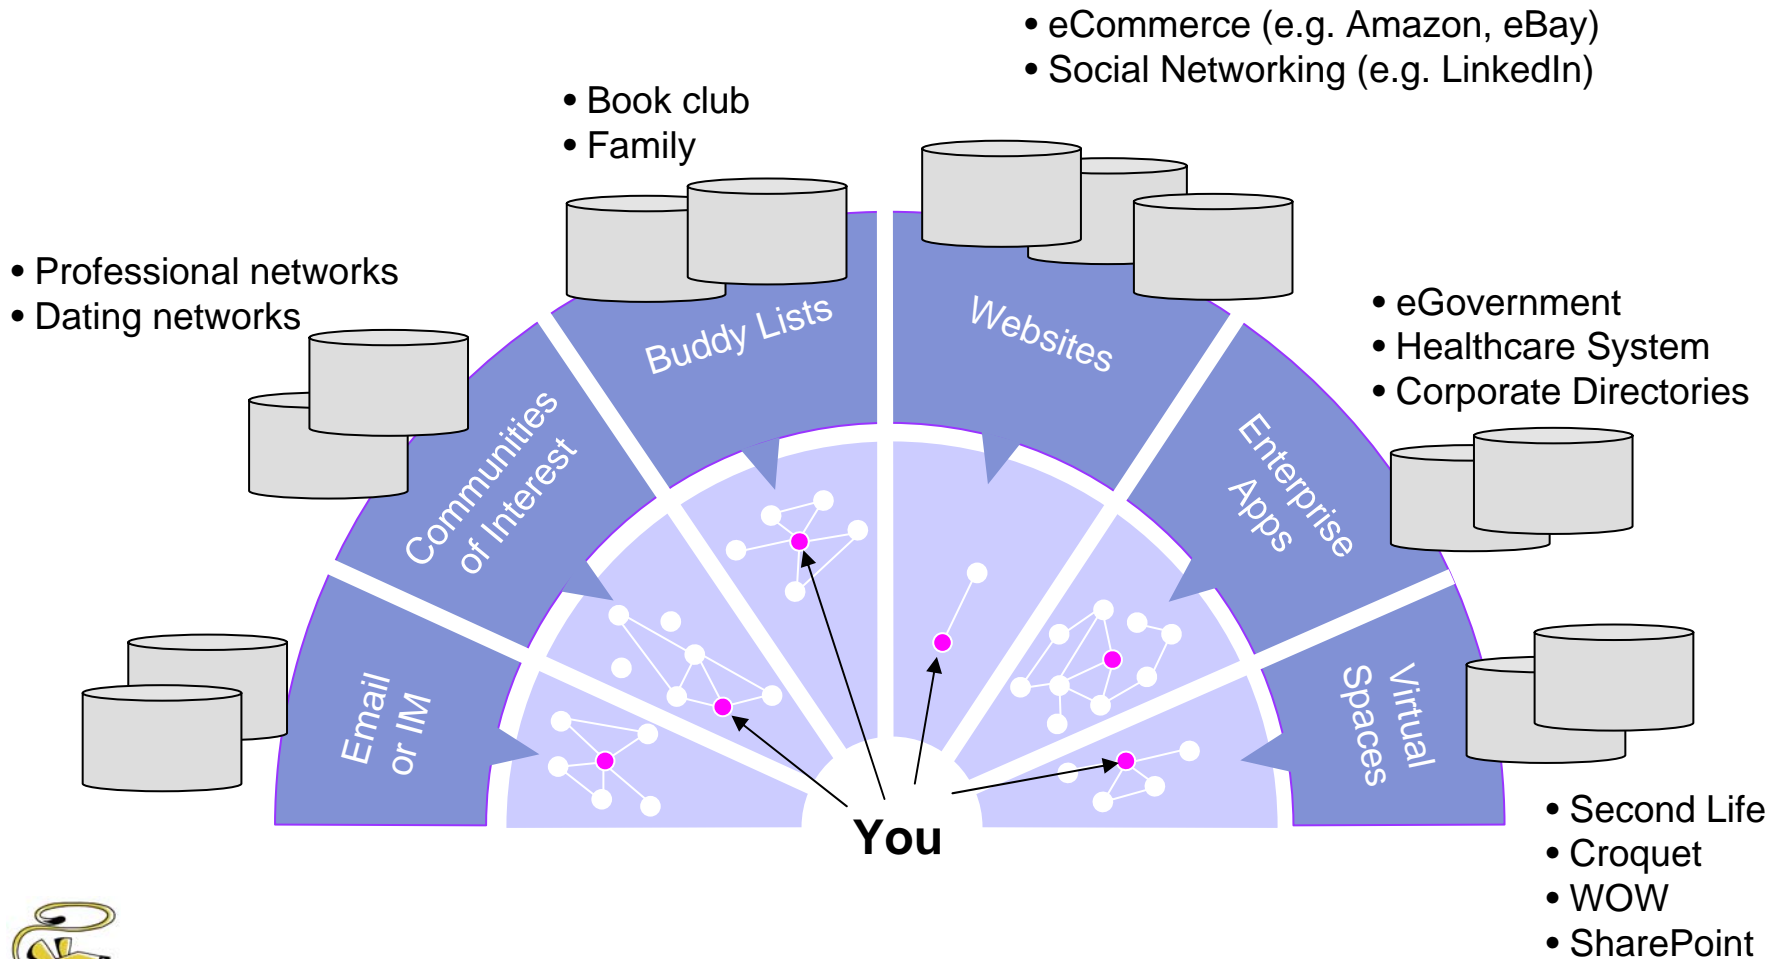 • eCommerce (e.g. Amazon, eBay)
• Social Networking (e.g. LinkedIn)
• Book club
• Family
• Professional networks
• Dating networks
• eGovernment
• Healthcare System
• Corporate Directories
Buddy Lists
Websites
Communities
of Interest
Enterprise
Apps
Email
or IM
Virtual
Spaces
You
• Second Life
• Croquet
• WOW
• SharePoint